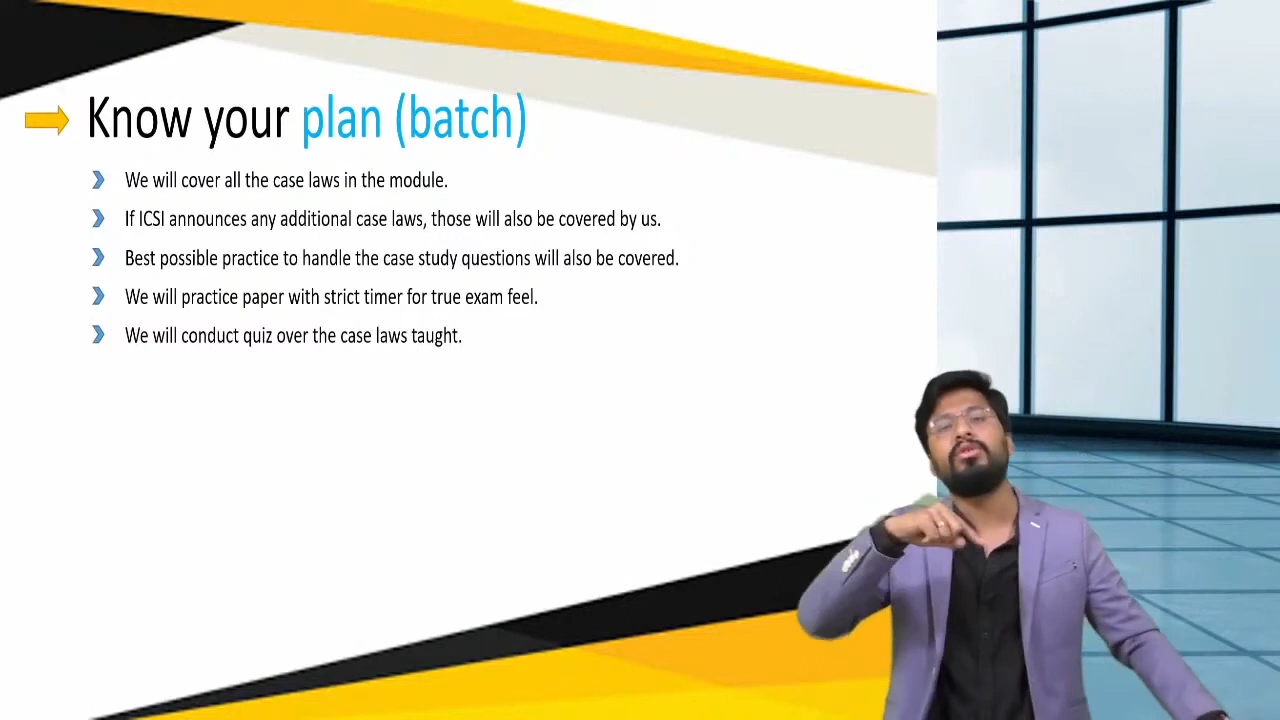 Know your plan (batch)
We will cover all the case laws in the module.
If ICSI announces any additional case laws, those will also be covered by us.
Best possible practice to handle the case study questions will also be covered.
We will practice paper with strict timer for true exam feel.
We will conduct quiz over the case laws taught.